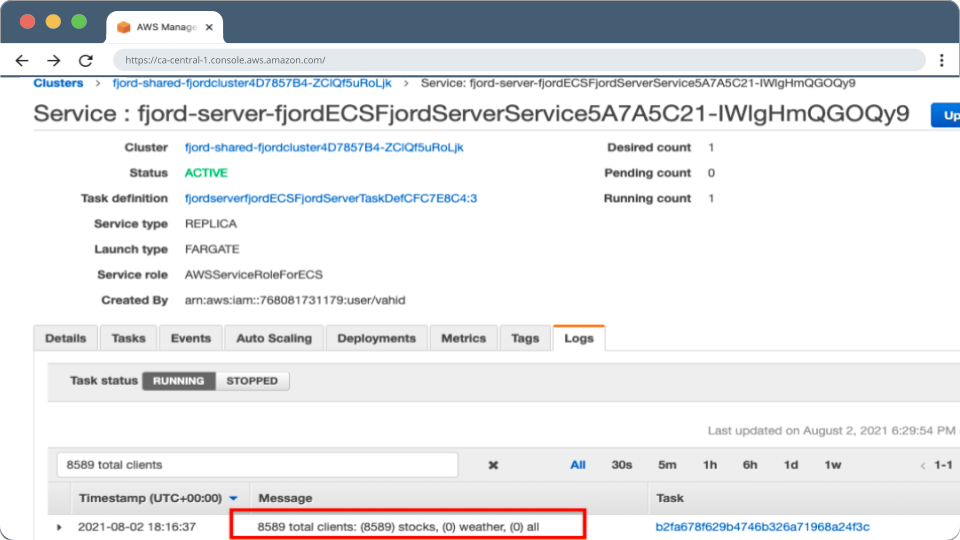 AWS Manage
https://ca-central-1.console.aws.amazon.com/
Clusters > fjord-shared-fjordcluster4D7857B4-ZClQf5uRoLjk > Service: fjord-server-fjordECSFjordServerService5A7A5C21-IWlgHmQGOQy9
Service : fjord-server-fjordECSFjordServerService5A7A5C21-IWlgHmQGOQy9
Up
Cluster fjord-shared-fjordcluster4D7857B4-ZClQf5uRoLjk Desired count 1
Status ACTIVE Pending count 0
Task definition fjordserverfjordECSFjordServerTaskDefCFC7E8C4:3 Running count 1
Service type REPLICA
Launch type FARGATE
Service role AWSServiceRoleForECS
Created By arn:aws:iam::768081731179:user/vahid
Details Tasks Events Auto Scaling Deployments Metrics Tags Logs
Task status RUNNING STOPPED
Last updated on August 2, 2021 6:29:54 PM
8589 total clients All 30s 5m 1h 6h 1d 1w < 1-1
Timestamp (UTC+00:00) Message Task
2021-08-02 18:16:37 8589 total clients: (8589) stocks, (0) weather, (0) all b2fa678f629b4746b326a71968a24f3c